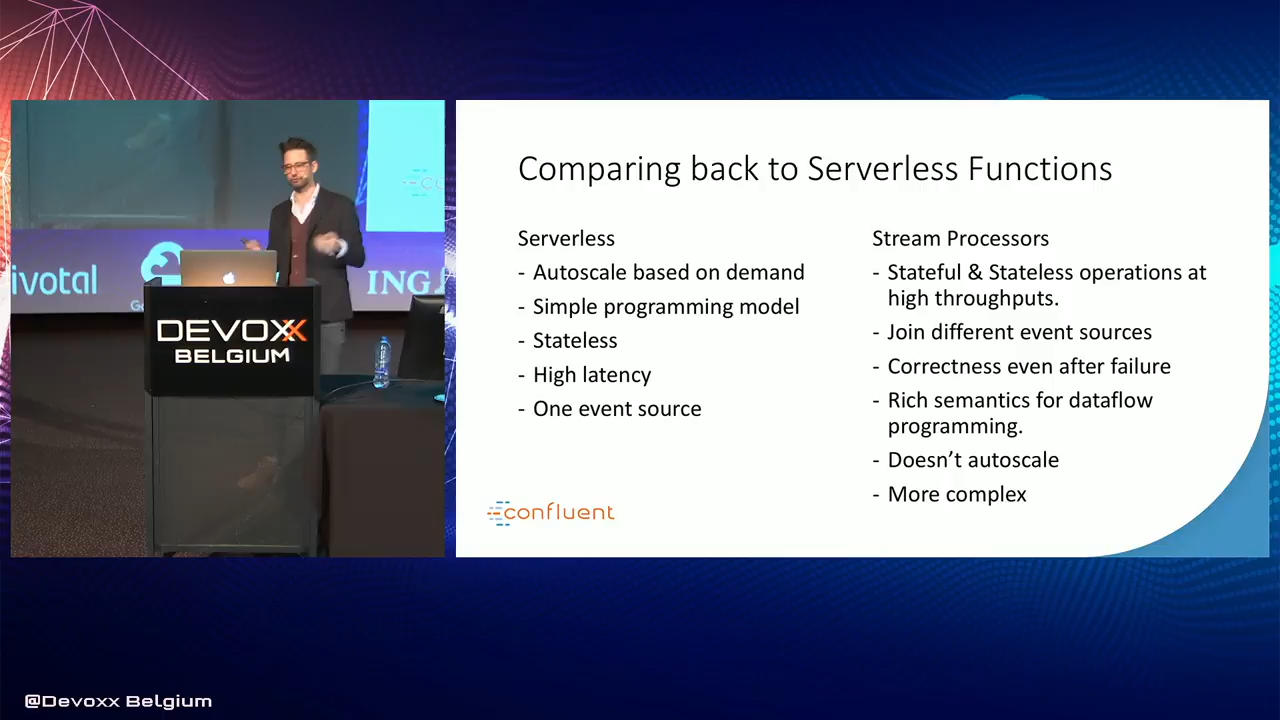 Comparing back to Serverless Functions
Serverless
- Autoscale based on demand
- Simple programming model
- Stateless
- High latency
- One event source
Stream Processors
- Stateful & Stateless operations at
high throughputs.
- Join different event sources
- Correctness even after failure
- Rich semantics for dataflow
programming.
- Doesn't autoscale
- More complex
confluent
ivotal
ING
DEVOXX
BELGIUM
@Devoxx Belgium